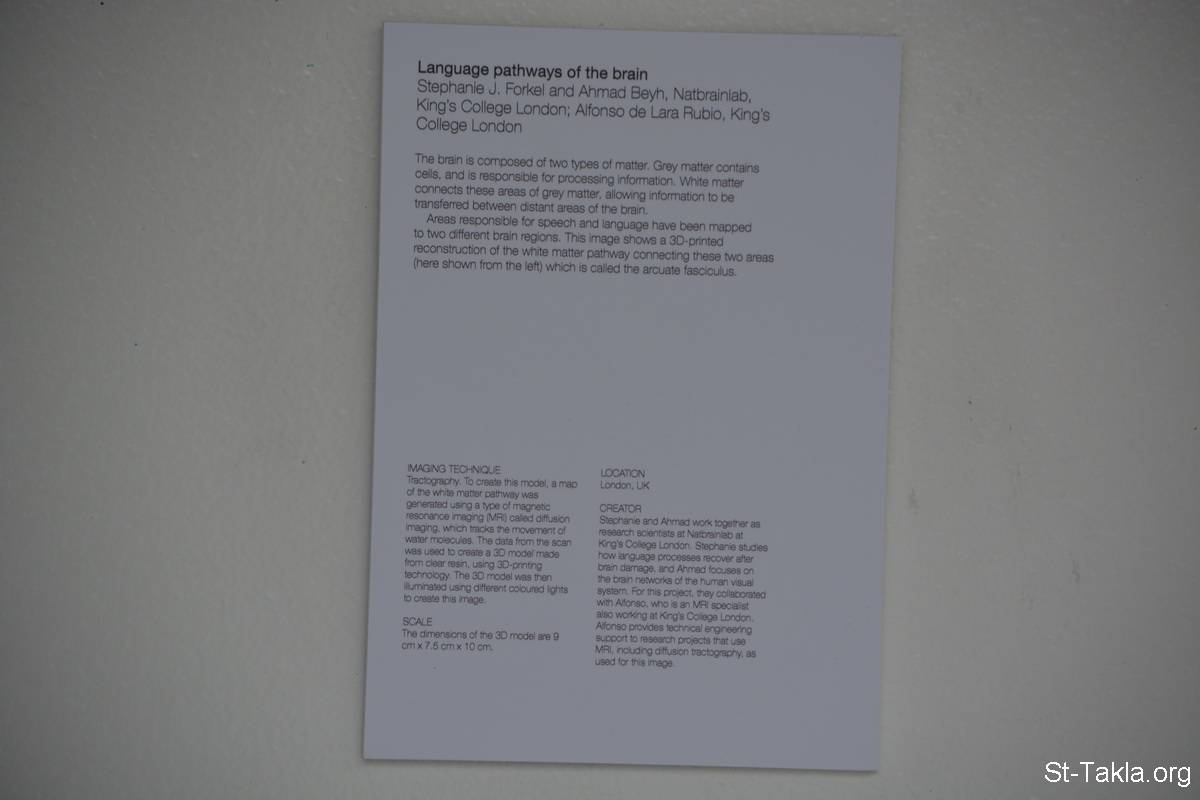 Language pathways of the brain
Stephanie J. Forkel and Ahmad Beyh, Natbrainlab,
King's College London; Alfonso de Lara Rubio, King's
College London
The brain is composed of two types of matter. Grey matter contains
cells, and is responsible for processing information. White matter
connects these areas of grey matter, allowing information to be
transferred between distant areas of the brain.
Areas responsible for speech and language have been mapped
to two different brain regions. This image shows a 3D-printed
reconstruction of the white matter pathway connecting these two areas
(here shown from the left) which is called the arcuate fasciculus.
IMAGING TECHNIQUE
Tractography. To create this model, a map
of the white matter pathway was
generated using a type of magnetic
resonance imaging (MRI) called diffusion
imaging, which tracks the movement of
water molecules. The data from the scan
was used to create a 3D model made
from clear resin, using 3D-printing
technology. The 3D model was then
illuminated using different coloured lights
to create this image.
SCALE
The dimensions of the 3D model are 9
cm x 7.5 cm x 10 cm.
LOCATION
London, UK
CREATOR
Stephanie and Ahmad work together as
research scientists at Natbrainlab at
King's College London. Stephanie studies
how language processes recover after
brain damage, and Ahmad focuses on
the brain networks of the human visual
system. For this project, they collaborated
with Alfonso, who is an MRI specialist
also working at King's College London.
Alfonso provides technical engineering
support to research projects that use
MRI, including diffusion tractography, as
used for this image.
St-Takla.org